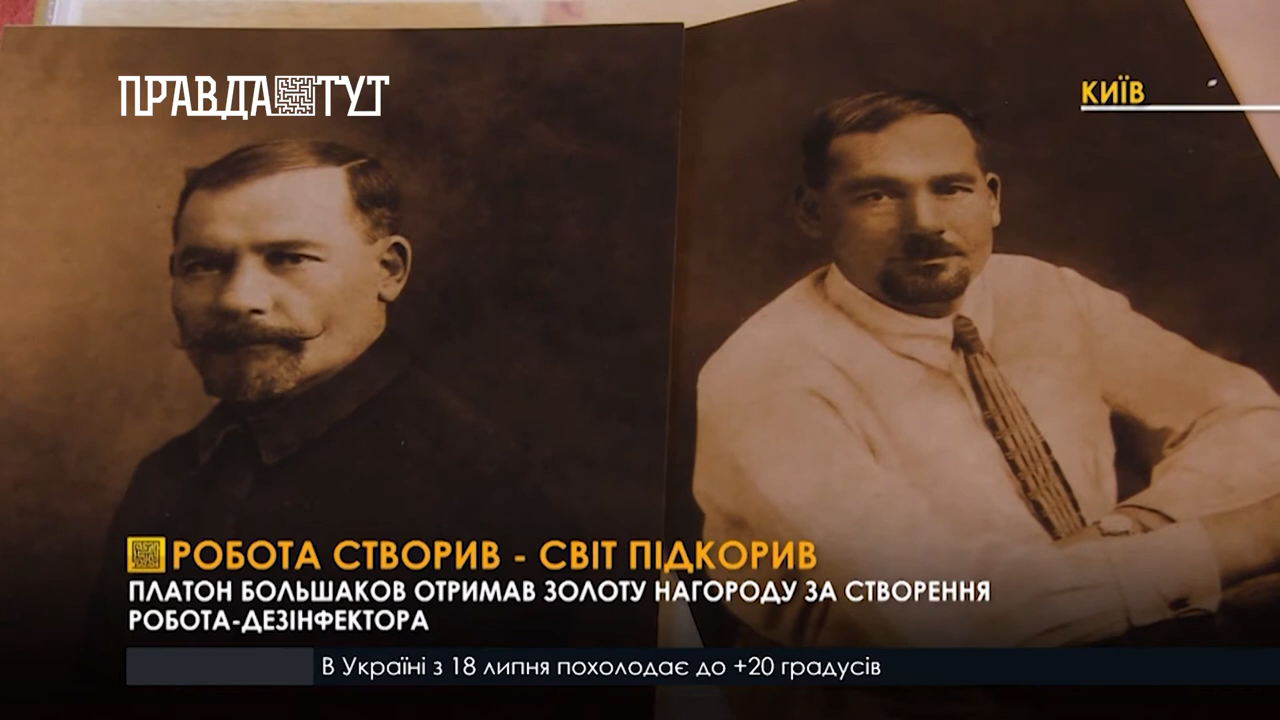 ПРАВДА ТУТ
КИЇВ
РОБОТА СТВОРИВ - СВІТ ПІДКОРИВ
ПЛАТОН БОЛЬШАКОВ ОТРИМАВ ЗОЛОТУ НАГОРОДУ ЗА СТВОРЕННЯ
РОБОТА-ДЕЗІНФЕКТОРА
В Україні з 18 липня похолодає до +20 градусів